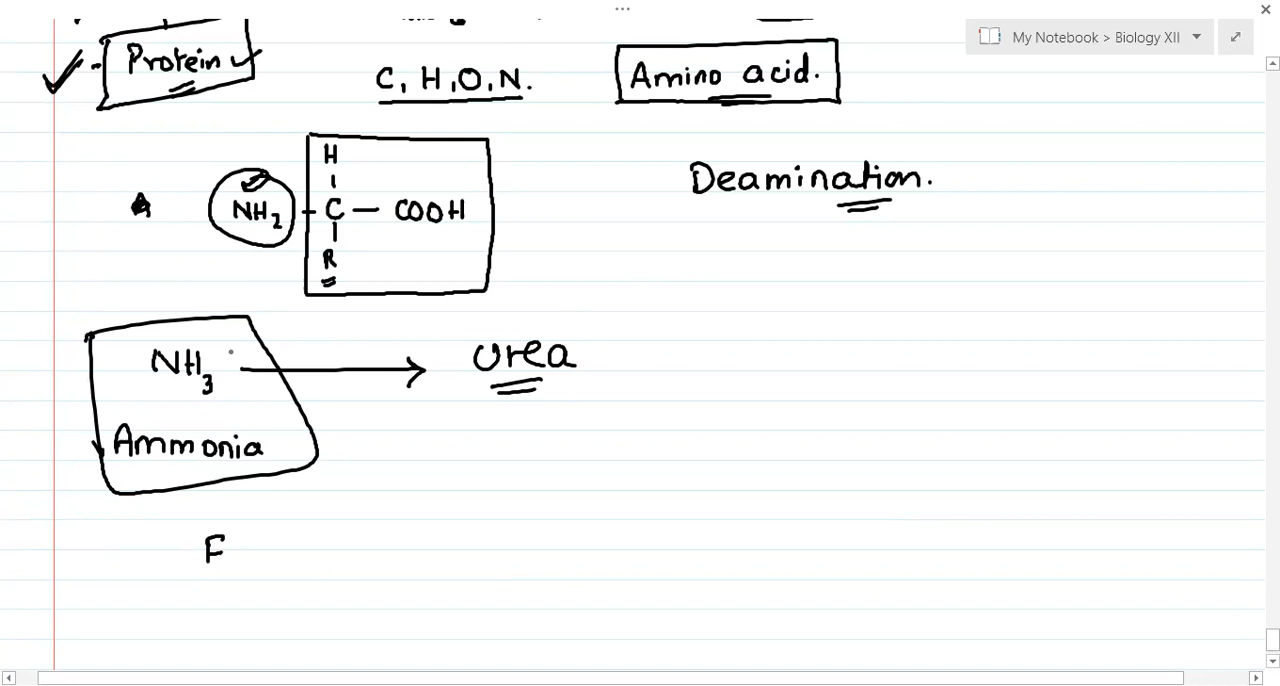 My Notebook > Biology XII
Protein
C, H, O, N.
Amino acid.
H
NH2 - C - COOH
R
Deamination.
NH3 → urea
Ammonia
F